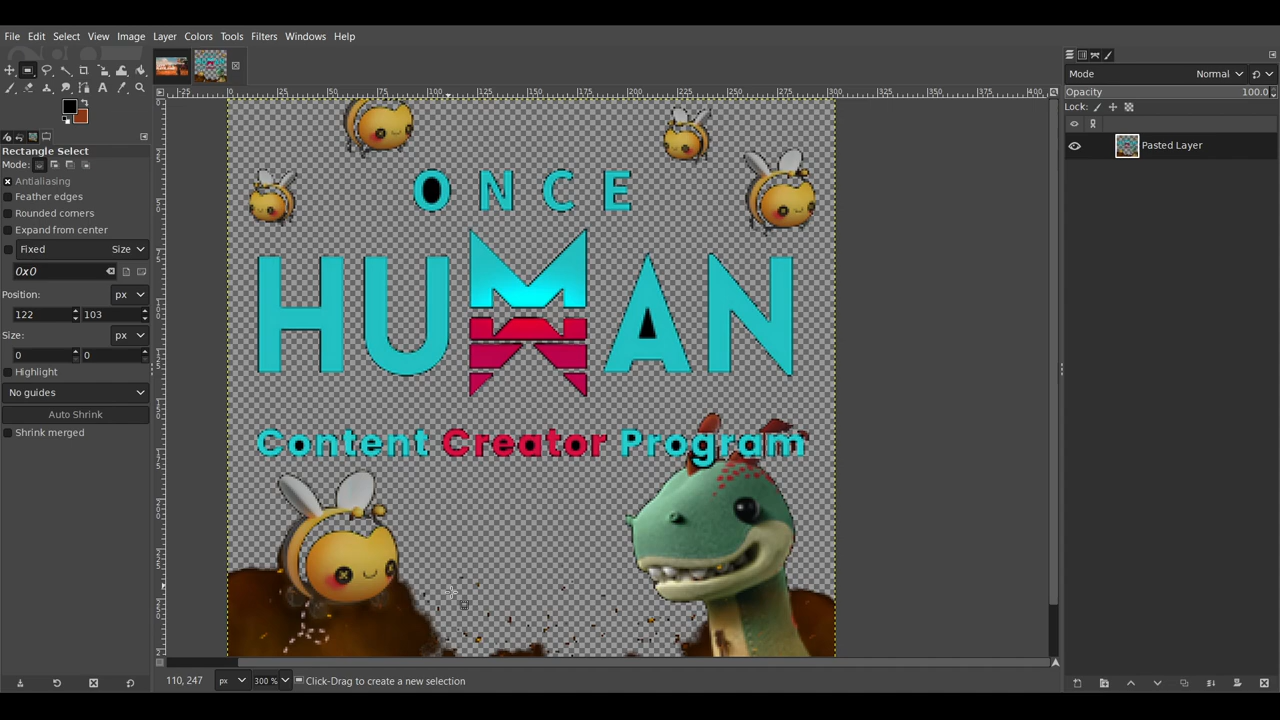 File Edit Select View Image Layer Colors Tools Filters Windows Help
Mode Normal
Opacity 100.0
Lock:
Pasted Layer
Rectangle Select
Mode:
Antialiasing
Feather edges
Rounded corners
Expand from center
Fixed Size
0x0
Position: px
122 103
Size: px
0 0
Highlight
No guides
Auto Shrink
Shrink merged
ONCE
HUMAN
Content Creator Program
110, 247 px 300 % Click-Drag to create a new selection